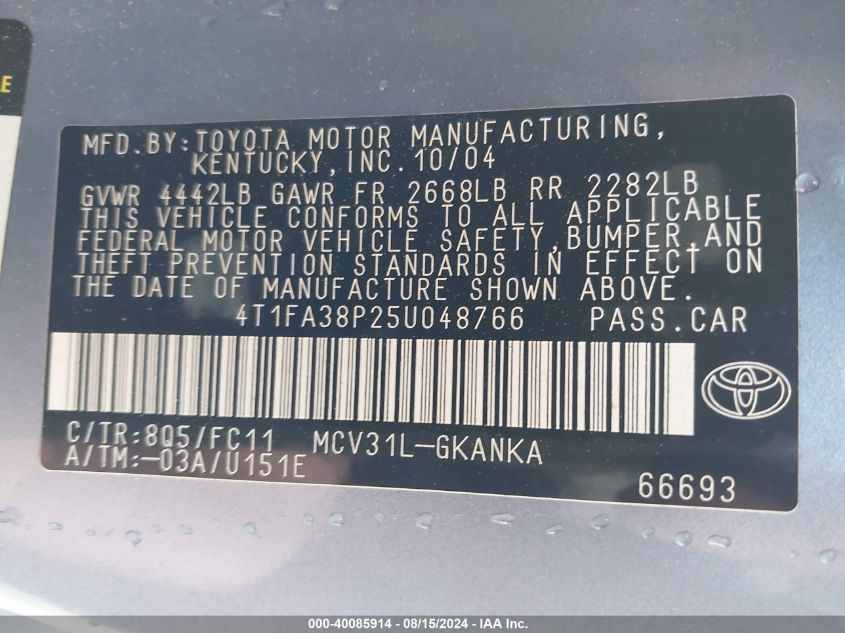 LE
MFD.BY:TOYOTA MOTOR MANUFACTURING,
KENTUCKY,INC.10/04
GVWR 4442LB GAWR FR 2668LB RR 2282LB
THIS VEHICLE CONFORMS TO ALL APPLICABLE
FEDERAL MOTOR VEHICLE SAFETY,BUMPER,AND
THEFT PREVENTION STANDARDS IN EFFECT ON
THE DATE OF MANUFACTURE SHOWN ABOVE.
4T1FA38P25U048766 PASS.CAR
C/TR:8Q5/FC11 MCV31L-GKANKA
A/TM:-03A/U151E
66693
000-40085914 - 08/15/2024 - IAA Inc.